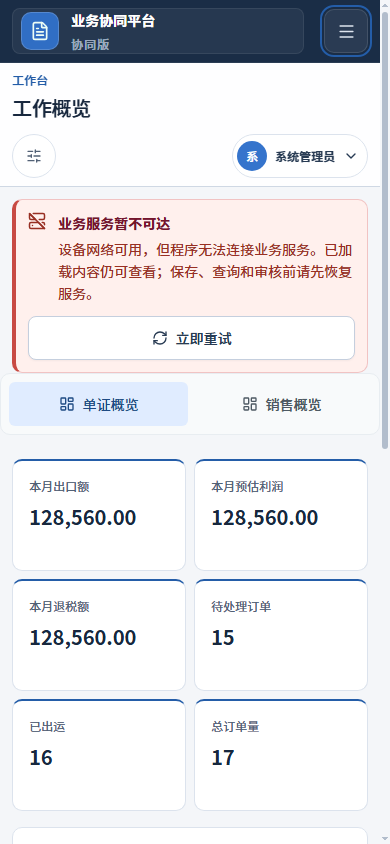 业务协同平台
协同版
工作台
工作概览
系
系统管理员
业务服务暂不可达
设备网络可用，但程序无法连接业务服务。已加
载内容仍可查看；保存、查询和审核前请先恢复
服务。
立即重试
单证概览
销售概览
本月出口额
128,560.00
本月预估利润
128,560.00
本月退税额
128,560.00
待处理订单
15
已出运
16
总订单量
17